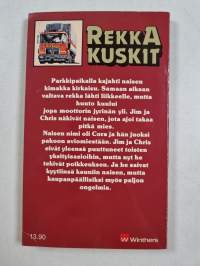 REKKA
KUSKIT
Parkkipaikalla kajahti naisen
kimakka kirkaisu. Samaan aikaan
valtava rekka lähti liikkeelle, mutta
huuto kuului
jopa moottorin jyrinän yli. Jim ja
Chris näkivät naisen, jota ajoi takaa
pitkä mies.
Naisen nimi oli Cora ja hän juoksi
pakoon aviomiestään. Jim ja Chris
eivät yleensä puuttuneet toisten
yksityisasioihin, mutta nyt he
tekivät poikkeuksen. Ja he saivat
kyytiinsä kauniin naisen, mutta
kaupanpäällisiksi myös paljon
ongelmia.
13.90
Winthers